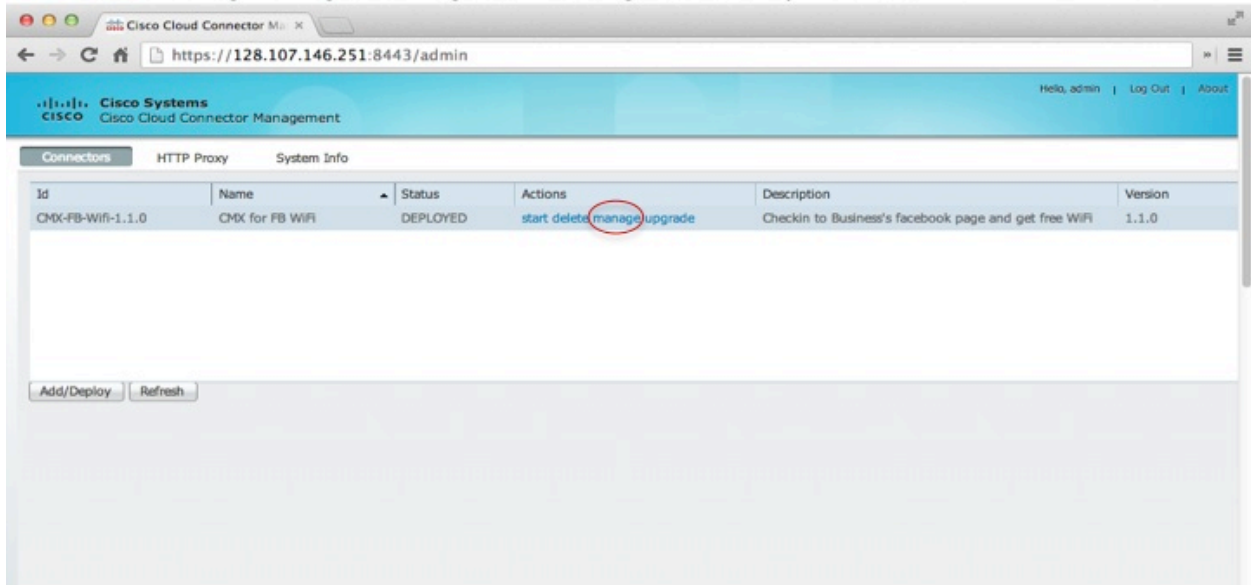 Cisco Cloud Connector Ma
https://128.107.146.251:8443/admin
Hello, admin | Log Out | About
Cisco Systems
CISCO Cisco Cloud Connector Management
Connectors HTTP Proxy System Info
Id Name Status Actions Description Version
CMX-FB-Wifi-1.1.0 CMX for FB WiFi DEPLOYED start delete manage upgrade Checkin to Business's facebook page and get free WiFi 1.1.0
Add/Deploy Refresh